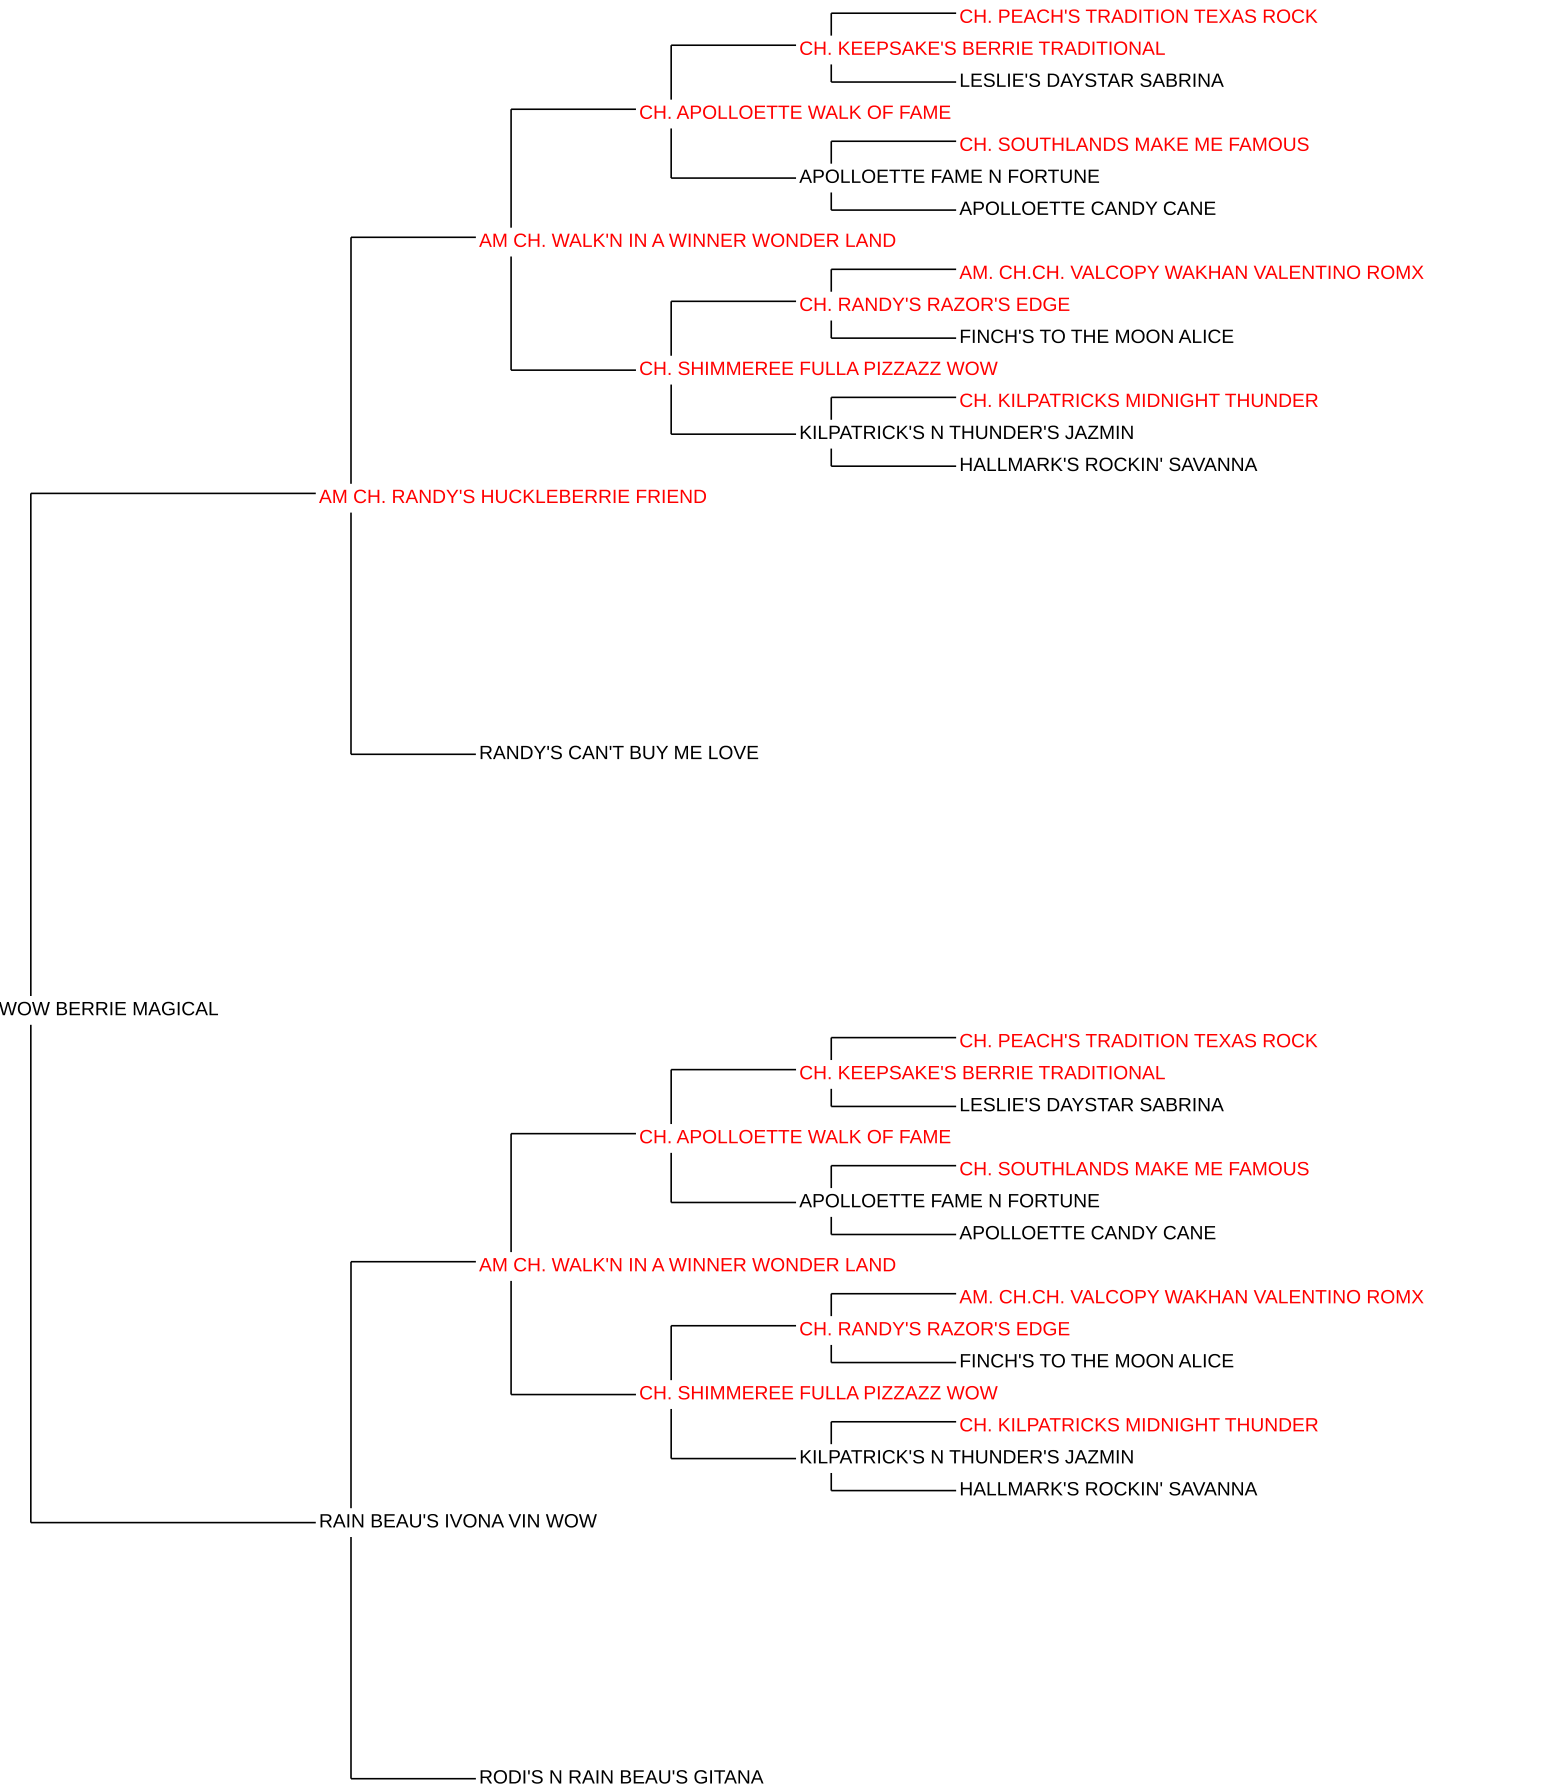 CH. PEACH'S TRADITION TEXAS ROCK
CH. KEEPSAKE'S BERRIE TRADITIONAL
LESLIE'S DAYSTAR SABRINA
CH. APOLLOETTE WALK OF FAME
CH. SOUTHLANDS MAKE ME FAMOUS
APOLLOETTE FAME N FORTUNE
APOLLOETTE CANDY CANE
AM CH. WALK'N IN A WINNER WONDER LAND
AM. CH.CH. VALCOPY WAKHAN VALENTINO ROMX
CH. RANDY'S RAZOR'S EDGE
FINCH'S TO THE MOON ALICE
CH. SHIMMEREE FULLA PIZZAZZ WOW
CH. KILPATRICKS MIDNIGHT THUNDER
KILPATRICK'S N THUNDER'S JAZMIN
HALLMARK'S ROCKIN' SAVANNA
AM CH. RANDY'S HUCKLEBERRIE FRIEND
RANDY'S CAN'T BUY ME LOVE
WOW BERRIE MAGICAL
CH. PEACH'S TRADITION TEXAS ROCK
CH. KEEPSAKE'S BERRIE TRADITIONAL
LESLIE'S DAYSTAR SABRINA
CH. APOLLOETTE WALK OF FAME
CH. SOUTHLANDS MAKE ME FAMOUS
APOLLOETTE FAME N FORTUNE
APOLLOETTE CANDY CANE
AM CH. WALK'N IN A WINNER WONDER LAND
AM. CH.CH. VALCOPY WAKHAN VALENTINO ROMX
CH. RANDY'S RAZOR'S EDGE
FINCH'S TO THE MOON ALICE
CH. SHIMMEREE FULLA PIZZAZZ WOW
CH. KILPATRICKS MIDNIGHT THUNDER
KILPATRICK'S N THUNDER'S JAZMIN
HALLMARK'S ROCKIN' SAVANNA
RAIN BEAU'S IVONA VIN WOW
RODI'S N RAIN BEAU'S GITANA